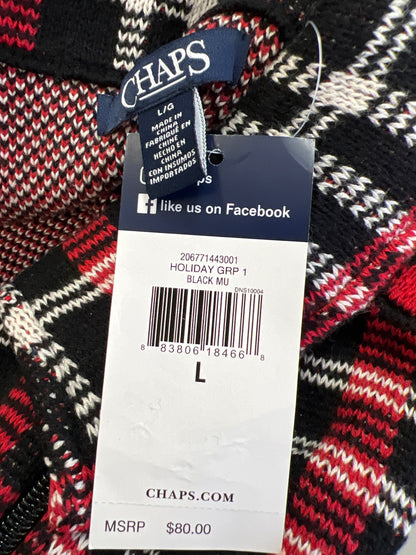 CHAPS
L/G
MADE IN
CHINA
FABRIQUÉ EN
CHINE
HECHO EN
CHINA
CON INSUMOS
IMPORTADOS
like us on Facebook
206771443001
HOLIDAY GRP 1
BLACK MU
DNS10004
8 83806 18466 8
L
CHAPS.COM
MSRP $80.00